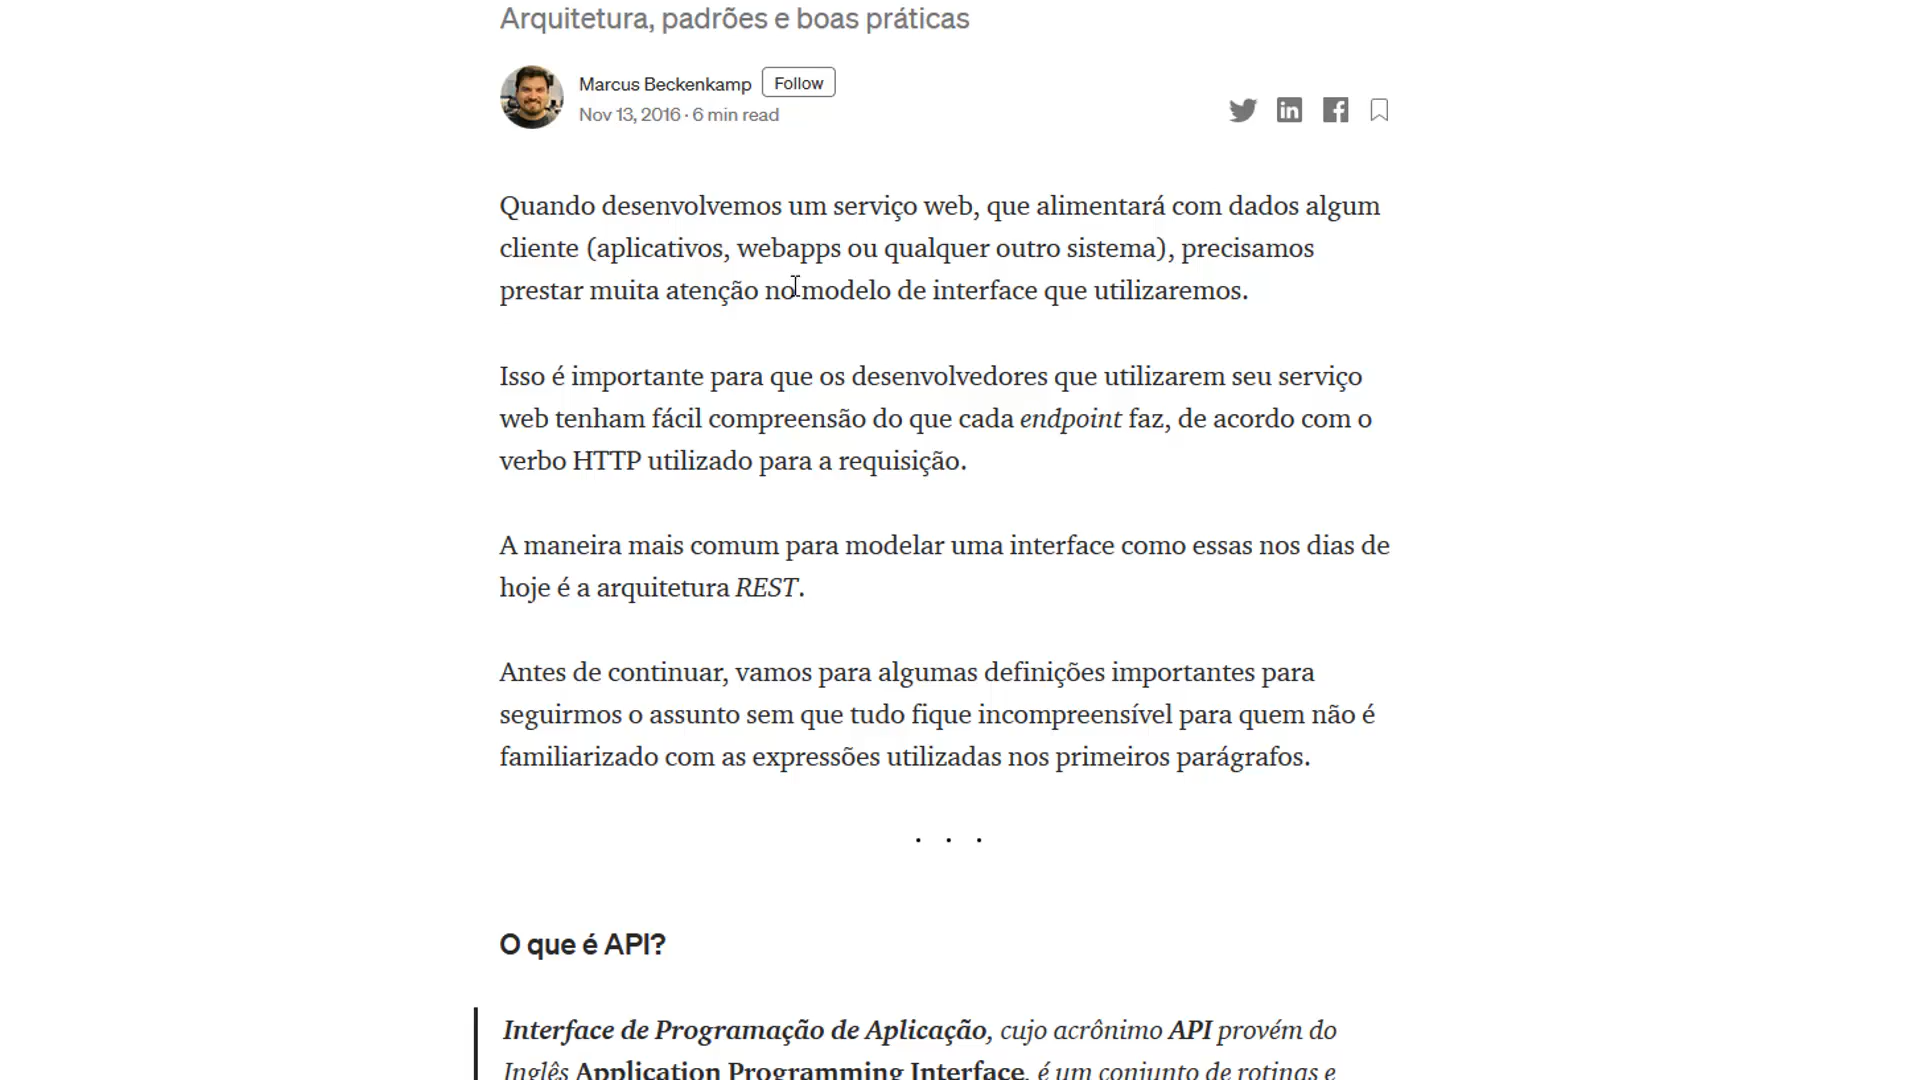 Arquitetura, padrões e boas práticas
Marcus Beckenkamp Follow
Nov 13, 2016 · 6 min read
Quando desenvolvemos um serviço web, que alimentará com dados algum
cliente (aplicativos, webapps ou qualquer outro sistema), precisamos
prestar muita atenção no modelo de interface que utilizaremos.
Isso é importante para que os desenvolvedores que utilizarem seu serviço
web tenham fácil compreensão do que cada endpoint faz, de acordo com o
verbo HTTP utilizado para a requisição.
A maneira mais comum para modelar uma interface como essas nos dias de
hoje é a arquitetura REST.
Antes de continuar, vamos para algumas definições importantes para
seguirmos o assunto sem que tudo fique incompreensível para quem não é
familiarizado com as expressões utilizadas nos primeiros parágrafos.
. . .
O que é API?
Interface de Programação de Aplicação, cujo acrônimo API provém do
Inglês Application Programming Interface, é um conjunto de rotinas e